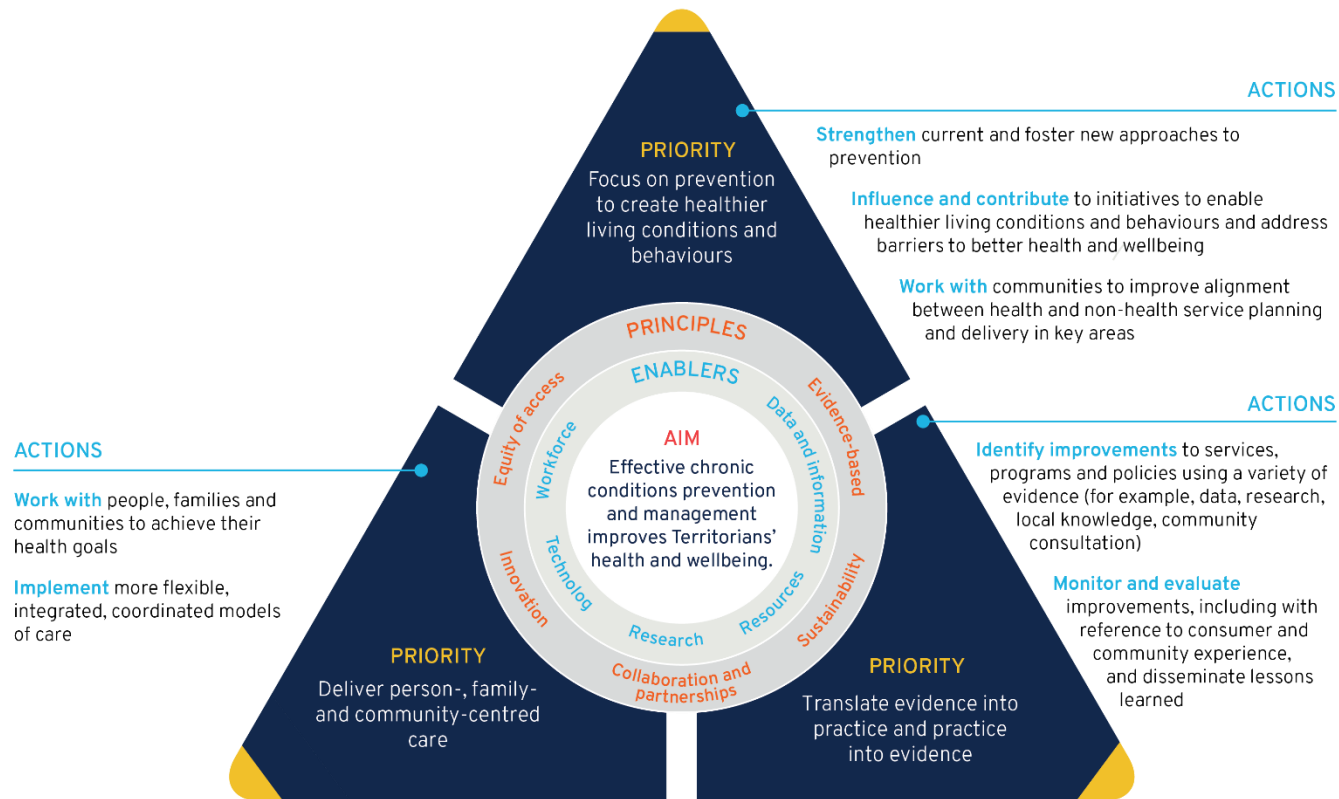 ACTIONS
Strengthen current and foster new approaches to
prevention
Influence and contribute to initiatives to enable
healthier living conditions and behaviours and address
barriers to better health and wellbeing
Work with communities to improve alignment
between health and non-health service planning
and delivery in key areas
PRIORITY
Focus on prevention
to create healthier
living conditions and
behaviours
PRINCIPLES
Equity of access
Evidence-based
Innovation
Sustainability
Collaboration and
partnerships
ENABLERS
Workforce
Data and information
Technolog
Resources
Research
AIM
Effective chronic
conditions prevention
and management
improves Territorians’
health and wellbeing.
ACTIONS
Work with people, families and
communities to achieve their
health goals
Implement more flexible,
integrated, coordinated models
of care
PRIORITY
Deliver person-, family-
and community-centred
care
ACTIONS
Identify improvements to services,
programs and policies using a variety of
evidence (for example, data, research,
local knowledge, community
consultation)
Monitor and evaluate
improvements, including with
reference to consumer and
community experience,
and disseminate lessons
learned
PRIORITY
Translate evidence into
practice and practice
into evidence